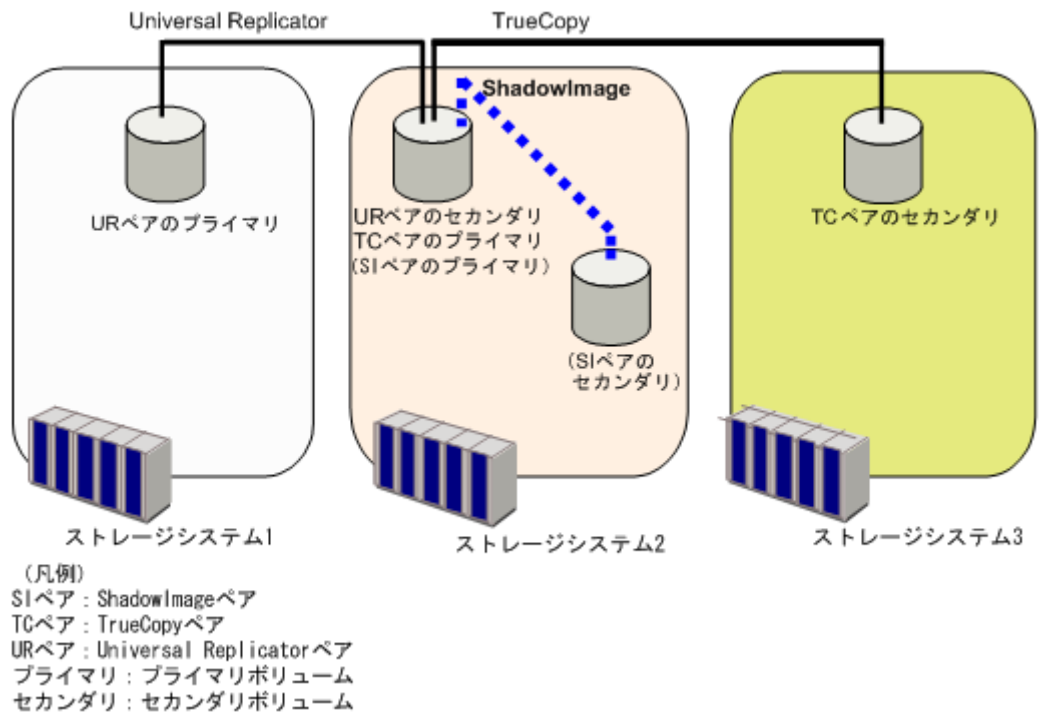 Universal Replicator
TrueCopy
ShadowImage
URペアのプライマリ
URペアのセカンダリ
TCペアのプライマリ
(SIペアのプライマリ)
(SIペアの
セカンダリ)
TCペアのセカンダリ
ストレージシステム1
ストレージシステム2
ストレージシステム3
(凡例)
SIペア：ShadowImageペア
TCペア：TrueCopyペア
URペア：Universal Replicatorペア
プライマリ：プライマリボリューム
セカンダリ：セカンダリボリューム